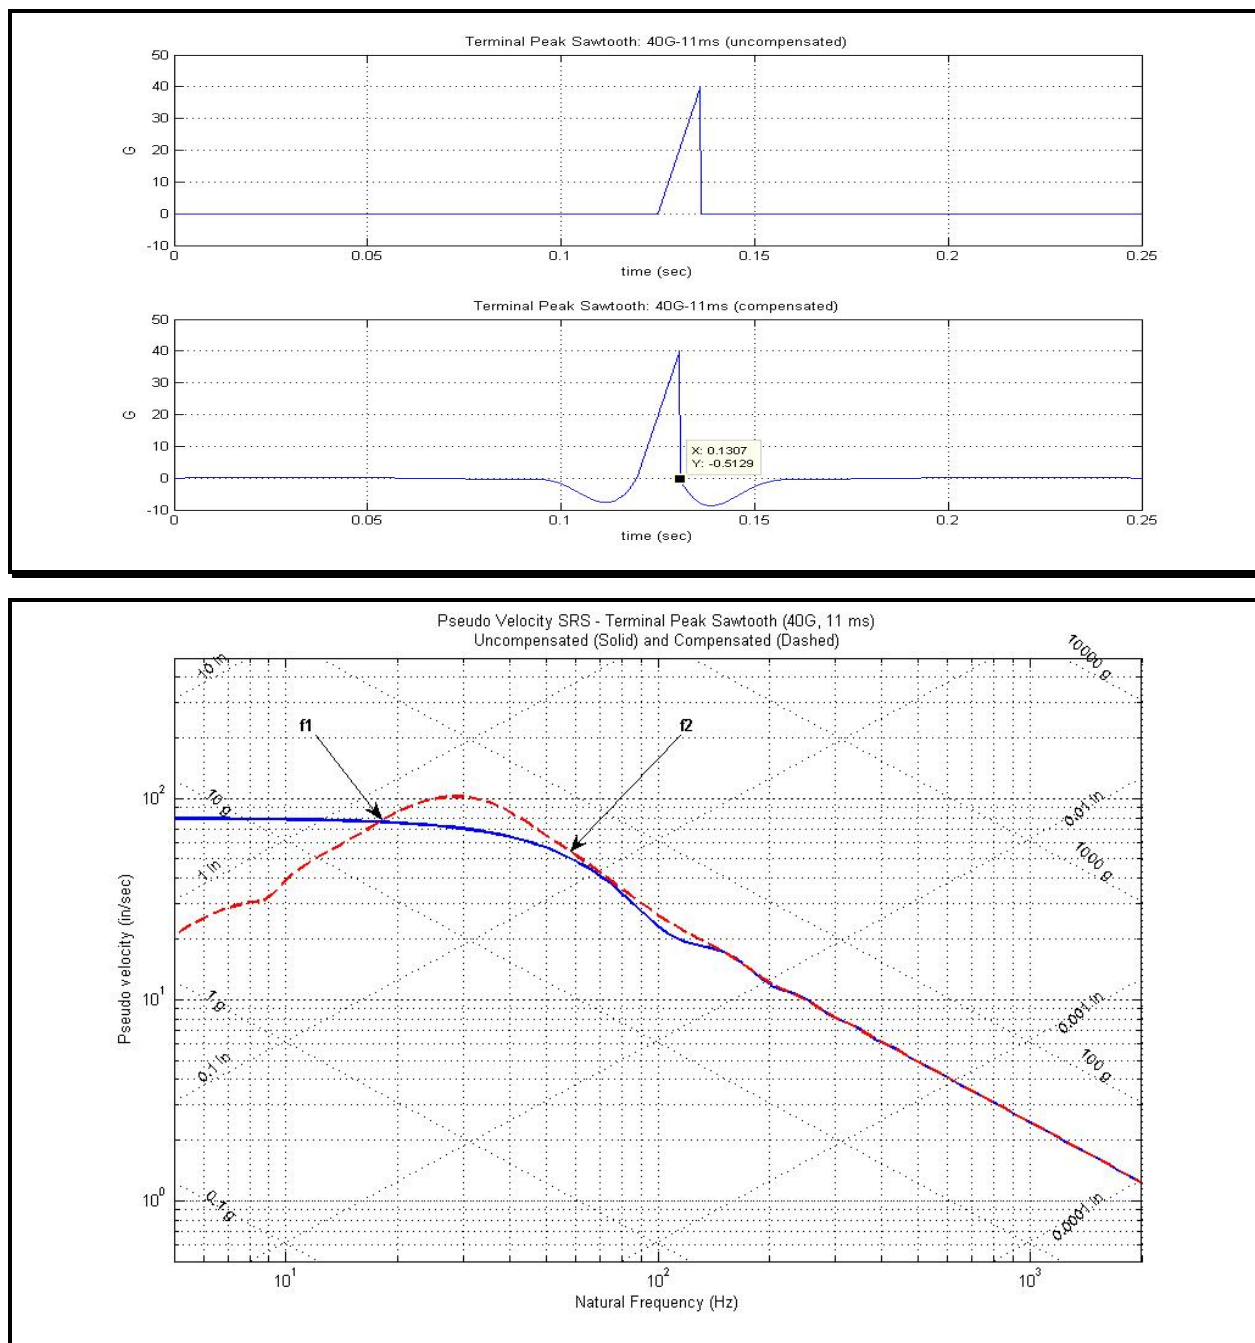 Terminal Peak Sawtooth: 40G-11ms (uncompensated)
50
40
30
20
10
0
-10
G
0 0.05 0.1 0.15 0.2 0.25
time (sec)
Terminal Peak Sawtooth: 40G-11ms (compensated)
50
40
30
20
10
0
-10
G
X: 0.1307
Y: -0.5129
0 0.05 0.1 0.15 0.2 0.25
time (sec)
Pseudo Velocity SRS - Terminal Peak Sawtooth (40G, 11 ms)
Uncompensated (Solid) and Compensated (Dashed)
10 in
10000 g
f1 f2
10²
10 g
0.01 in
1 in
1000 g
Pseudo velocity (in/sec)
10¹
1 g
0.001 in
0.1 in
100 g
10⁰
0.1 g
0.0001 in
10¹ 10² 10³
Natural Frequency (Hz)